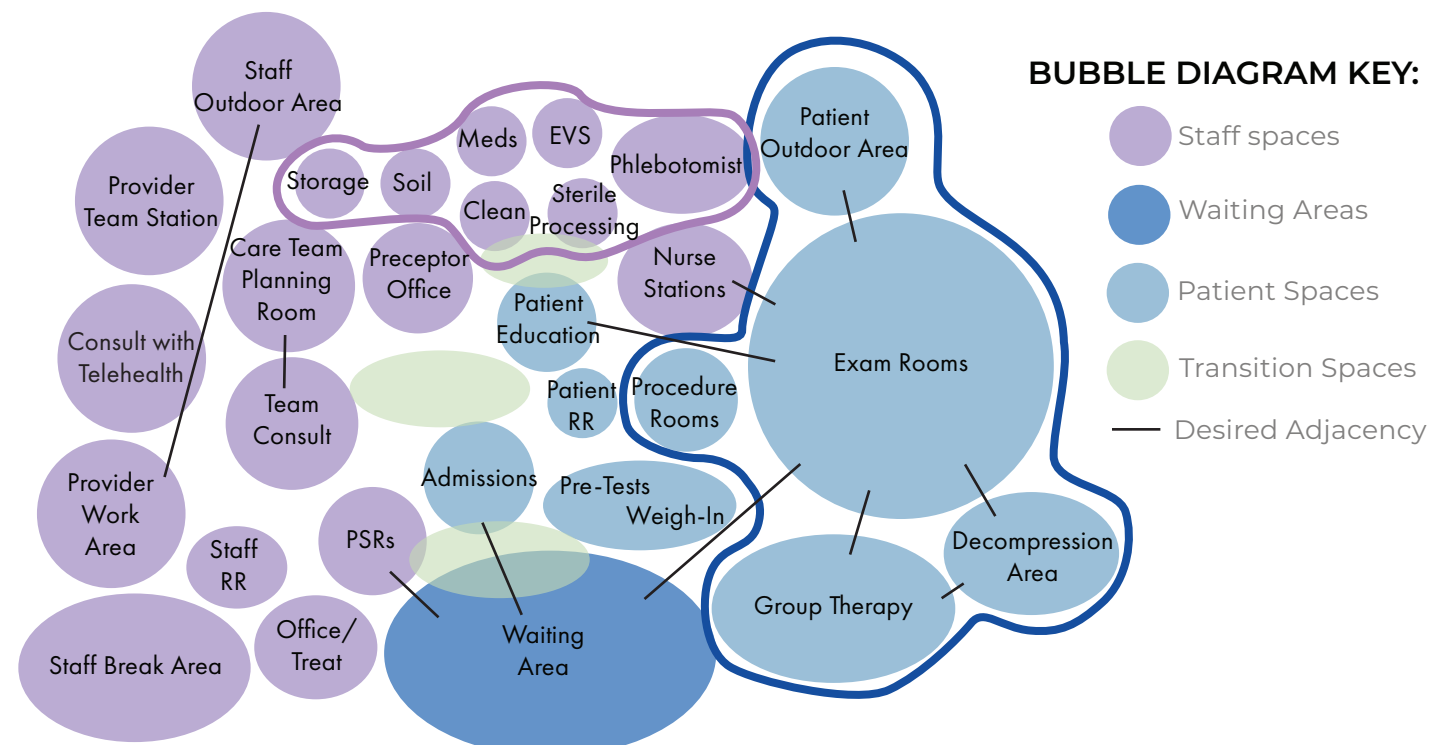 BUBBLE DIAGRAM KEY:
Staff spaces
Waiting Areas
Patient Spaces
Transition Spaces
Desired Adjacency
Staff
Outdoor Area
Provider
Team Station
Storage
Soil
Meds
EVS
Clean
Sterile
Processing
Phlebotomist
Patient
Outdoor Area
Care Team
Planning
Room
Preceptor
Office
Nurse
Stations
Patient
Education
Consult with
Telehealth
Team
Consult
Patient
RR
Procedure
Rooms
Exam Rooms
Provider
Work
Area
Admissions
Pre-Tests
Weigh-In
PSRs
Staff
RR
Decompression
Area
Group Therapy
Office/
Treat
Waiting
Area
Staff Break Area